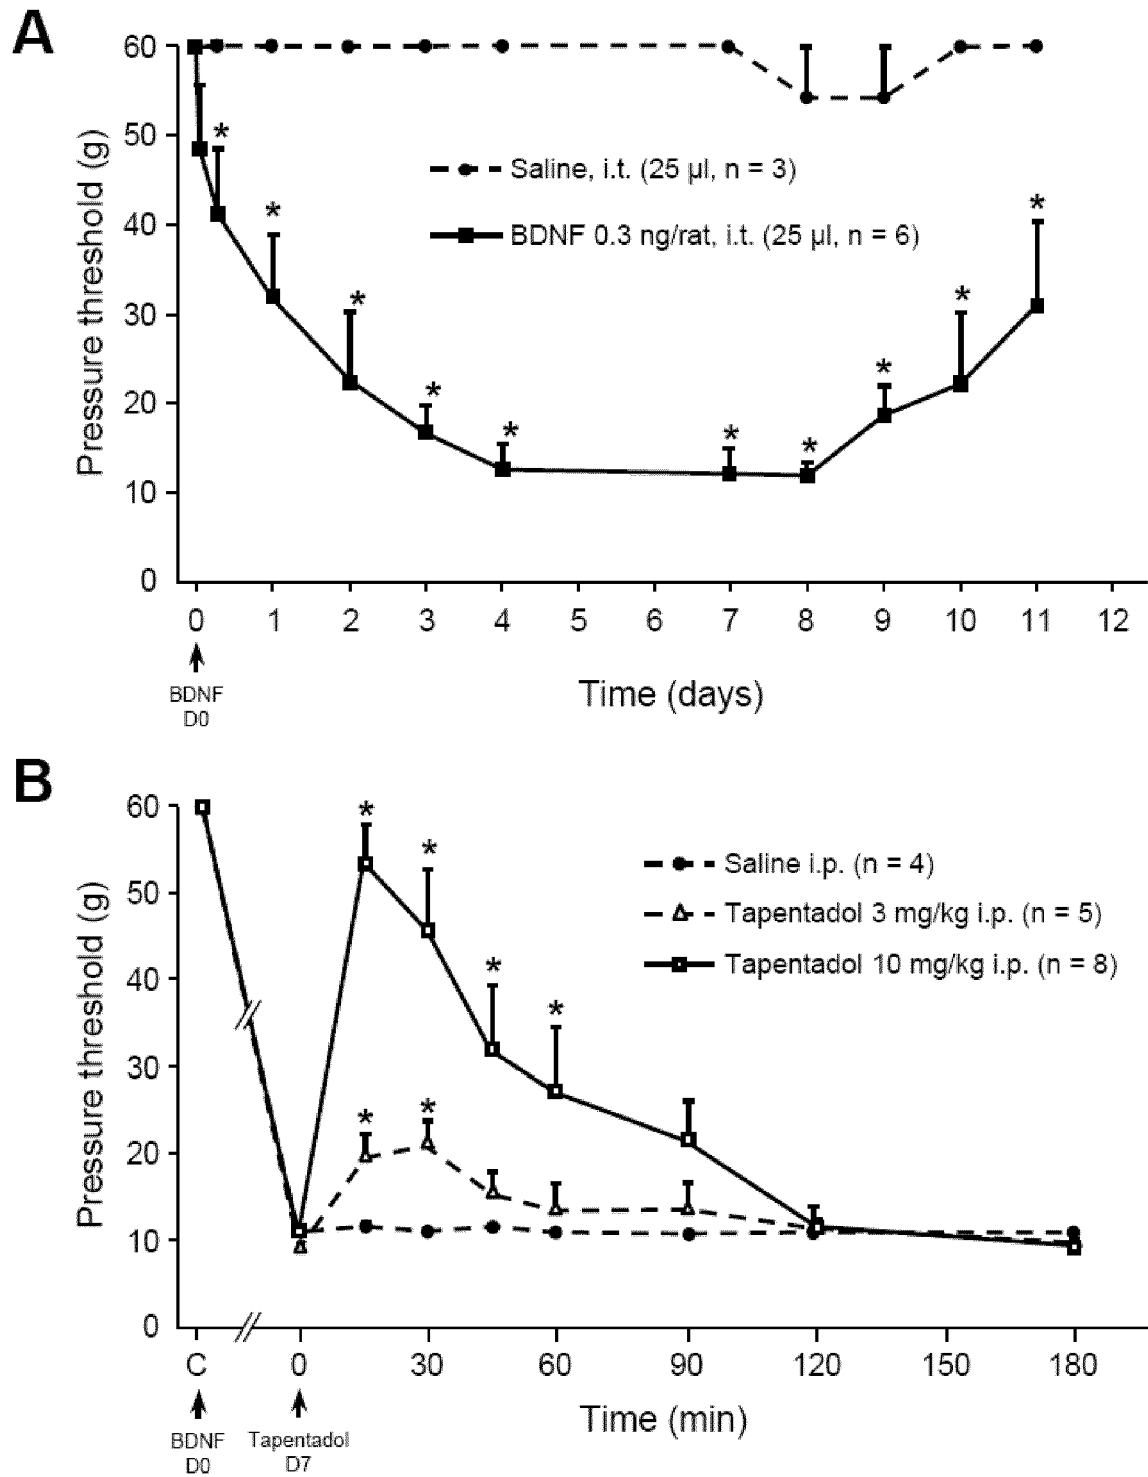 A
60
50
40
30
20
10
0
Pressure threshold (g)
Saline, i.t. (25 µl, n = 3)
BDNF 0.3 ng/rat, i.t. (25 µl, n = 6)
* * * * * * * * * *
0 1 2 3 4 5 6 7 8 9 10 11 12
BDNF
D0
Time (days)
B
60
50
40
30
20
10
0
Pressure threshold (g)
Saline i.p. (n = 4)
Tapentadol 3 mg/kg i.p. (n = 5)
Tapentadol 10 mg/kg i.p. (n = 8)
* * * *
* *
C 0 30 60 90 120 150 180
BDNF
D0
Tapentadol
D7
Time (min)